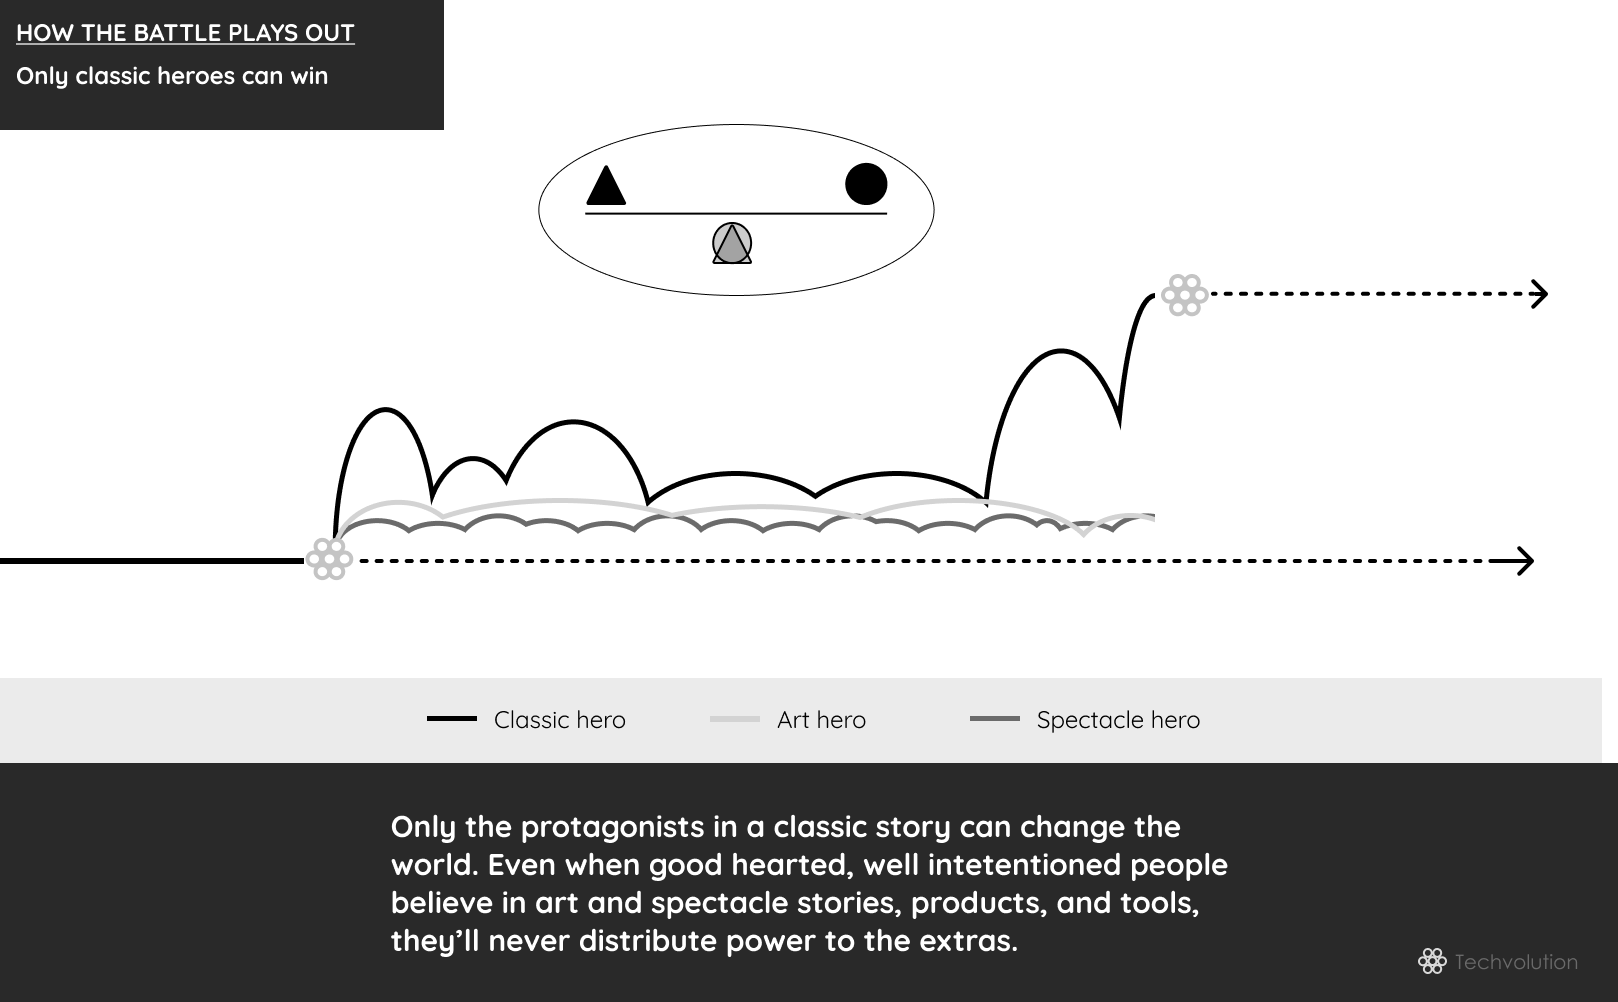 HOW THE BATTLE PLAYS OUT
Only classic heroes can win
Classic hero
Art hero
Spectacle hero
Only the protagonists in a classic story can change the
world. Even when good hearted, well intetentioned people
believe in art and spectacle stories, products, and tools,
they’ll never distribute power to the extras.
Techvolution